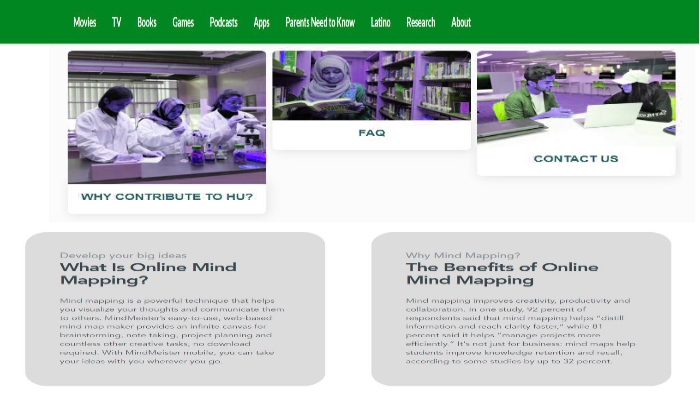 Movies TV Books Games Podcasts Apps Parents Need to Know Latino Research About
WHY CONTRIBUTE TO HU?
FAQ
CONTACT US
Develop your big ideas
What Is Online Mind
Mapping?
Mind mapping is a powerful technique that helps
you visualize your thoughts and communicate them
to others. MindMeister's easy-to-use, web-based
mind map maker provides an infinite canvas for
brainstorming, note taking, project planning and
countless other creative tasks, no download
required. With MindMeister mobile, you can take
your ideas with you wherever you go.
Why Mind Mapping?
The Benefits of Online
Mind Mapping
Mind mapping improves creativity, productivity and
collaboration. In one study, 92 percent of
respondents said that mind mapping helps "distill
information and reach clarity faster," while 81
percent said it helps "manage projects more
efficiently." It's not just for business: mind maps help
students improve knowledge retention and recall,
according to some studies by up to 32 percent.